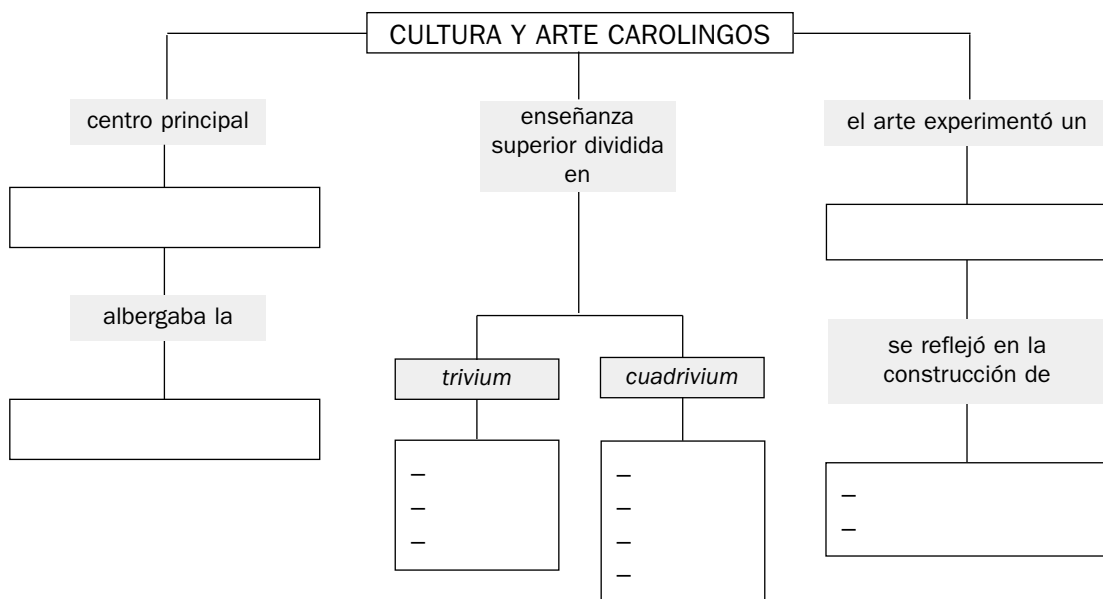 CULTURA Y ARTE CAROLINGOS
centro principal
albergaba la
enseñanza
superior dividida
en
trivium
–
–
–
cuadrivium
–
–
–
–
el arte experimentó un
se reflejó en la
construcción de
–
–